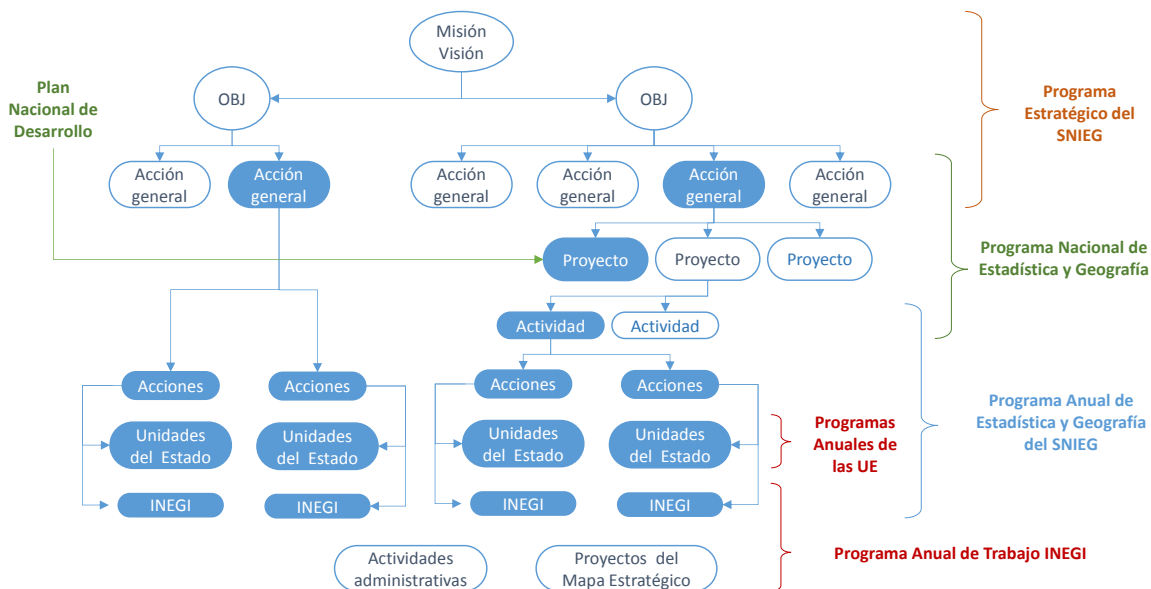 Misión
Visión
Plan
Nacional de
Desarrollo
OBJ
OBJ
Programa
Estratégico del
SNIEG
Acción
general
Acción
general
Acción
general
Acción
general
Acción
general
Acción
general
Proyecto
Proyecto
Proyecto
Programa Nacional de
Estadística y Geografía
Actividad
Actividad
Acciones
Acciones
Acciones
Acciones
Programa Anual de
Estadística y Geografía
del SNIEG
Unidades
del Estado
Unidades
del Estado
Unidades
del Estado
Unidades
del Estado
Programas
Anuales de
las UE
INEGI
INEGI
INEGI
INEGI
Actividades
administrativas
Proyectos del
Mapa Estratégico
Programa Anual de Trabajo INEGI